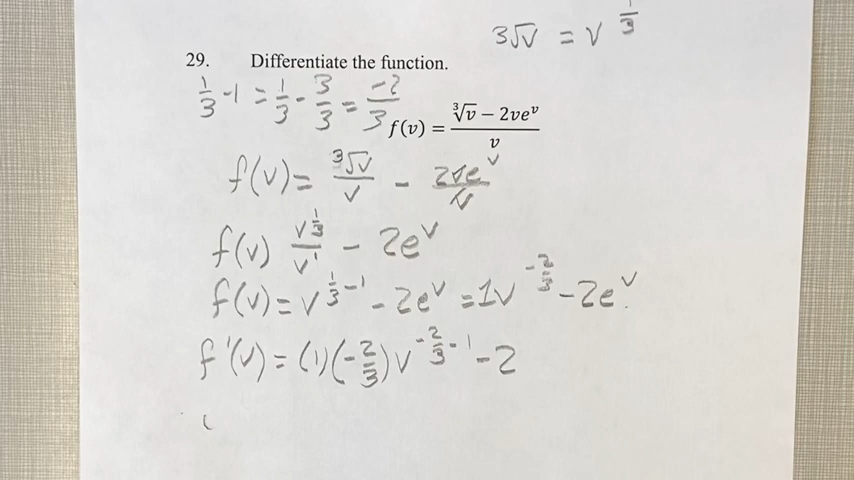 3√v = v^(1/3)
29. Differentiate the function.
1/3 - 1 = 1/3 - 3/3 = -2/3
f(v) = (∛v − 2ve^v)/v
f(v) = ³√v/v - 2ve^v/v
f(v) v^(1/3)/v^1 - 2e^v
f(v) = v^(1/3 - 1) - 2e^v = 1v^(-2/3) - 2e^v.
f'(v) = (1)(-2/3)v^(-2/3 - 1) - 2
(